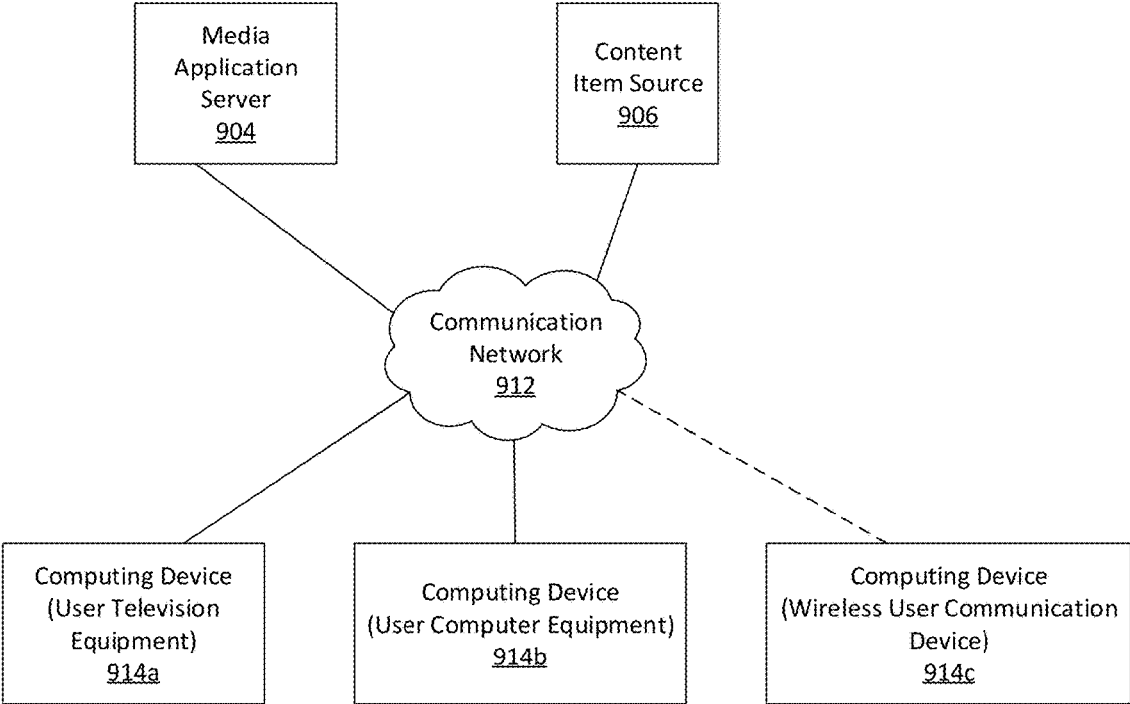 Media
Application
Server
904
Content
Item Source
906
Communication
Network
912
Computing Device
(User Television
Equipment)
914a
Computing Device
(User Computer Equipment)
914b
Computing Device
(Wireless User Communication
Device)
914c